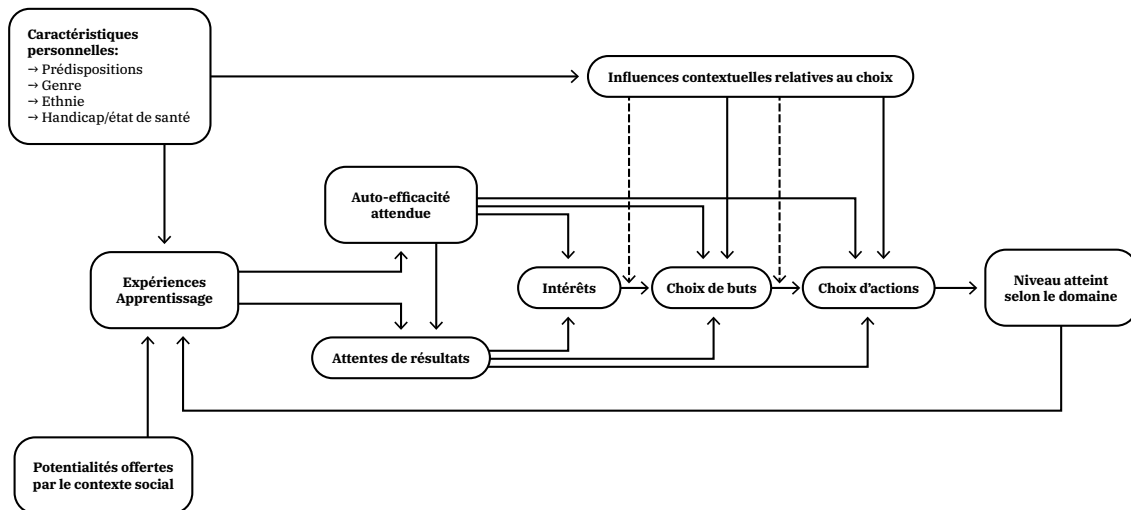 Caractéristiques
personnelles:
→ Prédispositions
→ Genre
→ Ethnie
→ Handicap/état de santé
Influences contextuelles relatives au choix
Auto-efficacité
attendue
Expériences
Apprentissage
Intérêts
Choix de buts
Choix d'actions
Niveau atteint
selon le domaine
Attentes de résultats
Potentialités offertes
par le contexte social